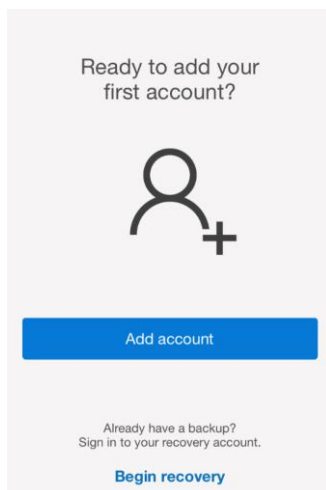 Ready to add your
first account?
Add account
Already have a backup?
Sign in to your recovery account.
Begin recovery